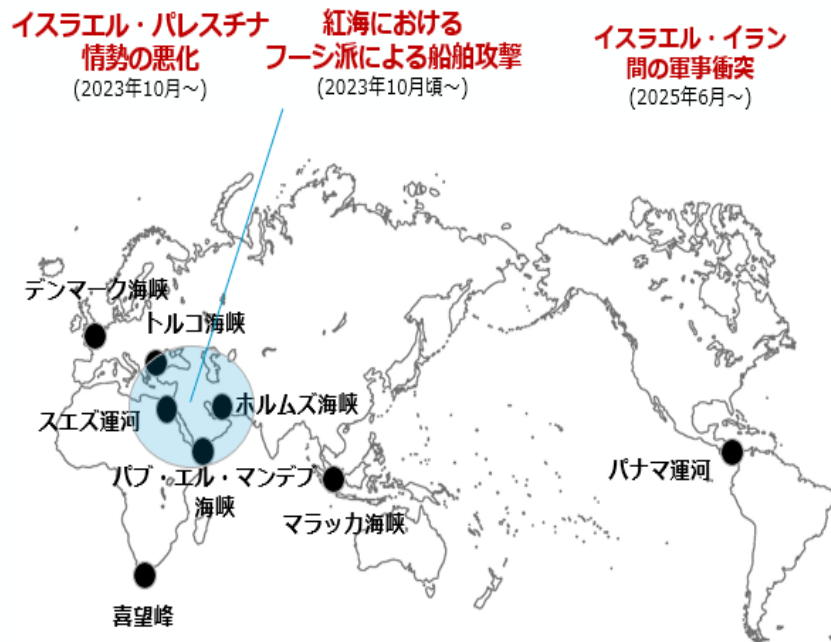 イスラエル・パレスチナ
情勢の悪化
(2023年10月～)
紅海における
フーシ派による船舶攻撃
(2023年10月頃～)
イスラエル・イラン
間の軍事衝突
(2025年6月～)
デンマーク海峡
トルコ海峡
スエズ運河
ホルムズ海峡
パブ・エル・マンデブ
海峡
マラッカ海峡
パナマ運河
喜望峰